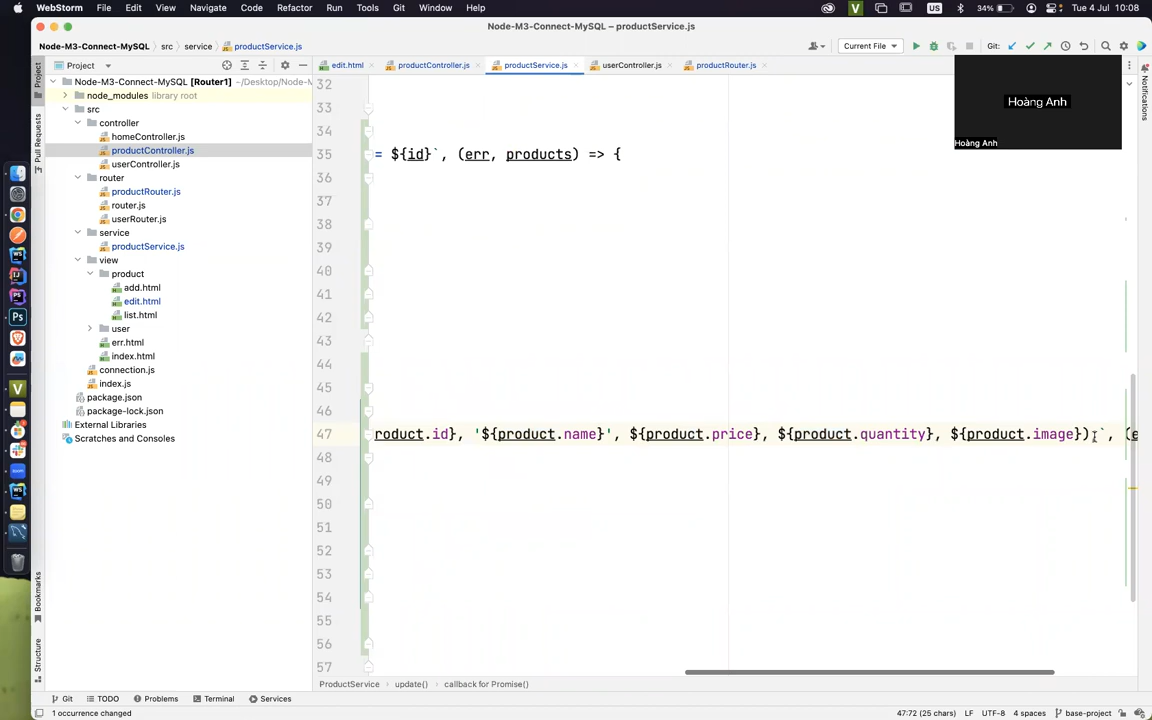 WebStorm File Edit View Navigate Code Refactor Run Tools Git Window Help V US 34% Tue 4 Jul 10:08
Node-M3-Connect-MySQL – productService.js
Node-M3-Connect-MySQL src service productService.js Current File Git:
Project edit.html productController.js productService.js userController.js productRouter.js
Node-M3-Connect-MySQL [Router1] ~/Desktop/Node-M
node_modules library root
src
controller
homeController.js
productController.js
userController.js
router
productRouter.js
router.js
userRouter.js
service
productService.js
view
product
add.html
edit.html
list.html
user
err.html
index.html
connection.js
index.js
package.json
package-lock.json
External Libraries
Scratches and Consoles
Project
Pull Requests
Bookmarks
Structure
32
33
34
35 = ${id}`, (err, products) => {
36
37
38
39
40
41
42
43
44
45
46
47 roduct.id}, '${product.name}', ${product.price}, ${product.quantity}, ${product.image});`, (e
48
49
50
51
52
53
54
55
56
57
Hoàng Anh
Hoàng Anh
Notifications
ProductService update() callback for Promise()
Git TODO Problems Terminal Services
1 occurrence changed 47:72 (25 chars) LF UTF-8 4 spaces base-project